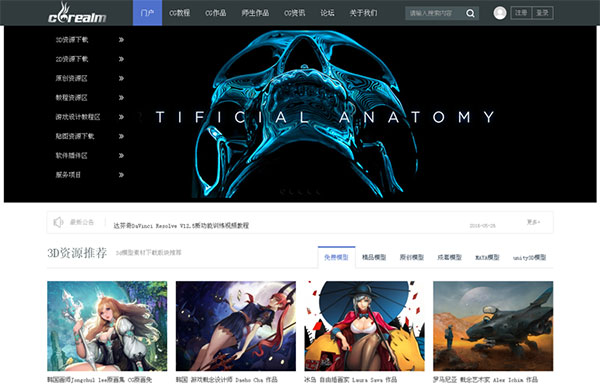 cgrealm
门户 CG教程 CG作品 师生作品 CG资讯 论坛 关于我们 请输入搜索内容 注册 登录
3D资源下载
2D资源下载
原创资源区
教程资源区
游戏设计教程区
贴图资源下载
软件插件区
服务项目
TIFICIAL ANATOMY
最新公告 达芬奇DaVinci Resolve V12.5新功能训练视频教程 2016-05-25 更多+
3D资源推荐 3d模型素材下载 免费模型 精品模型 原创模型 成套模型 MAYA模型 unity3D模型
韩国画师jongchul lee原画集 CG原画免 韩国 游戏概念设计师 Daeho Cha 作品 冰岛 自由插画家 Laura Sava 作品 罗马尼亚 概念艺术家 Alex Ichim 作品